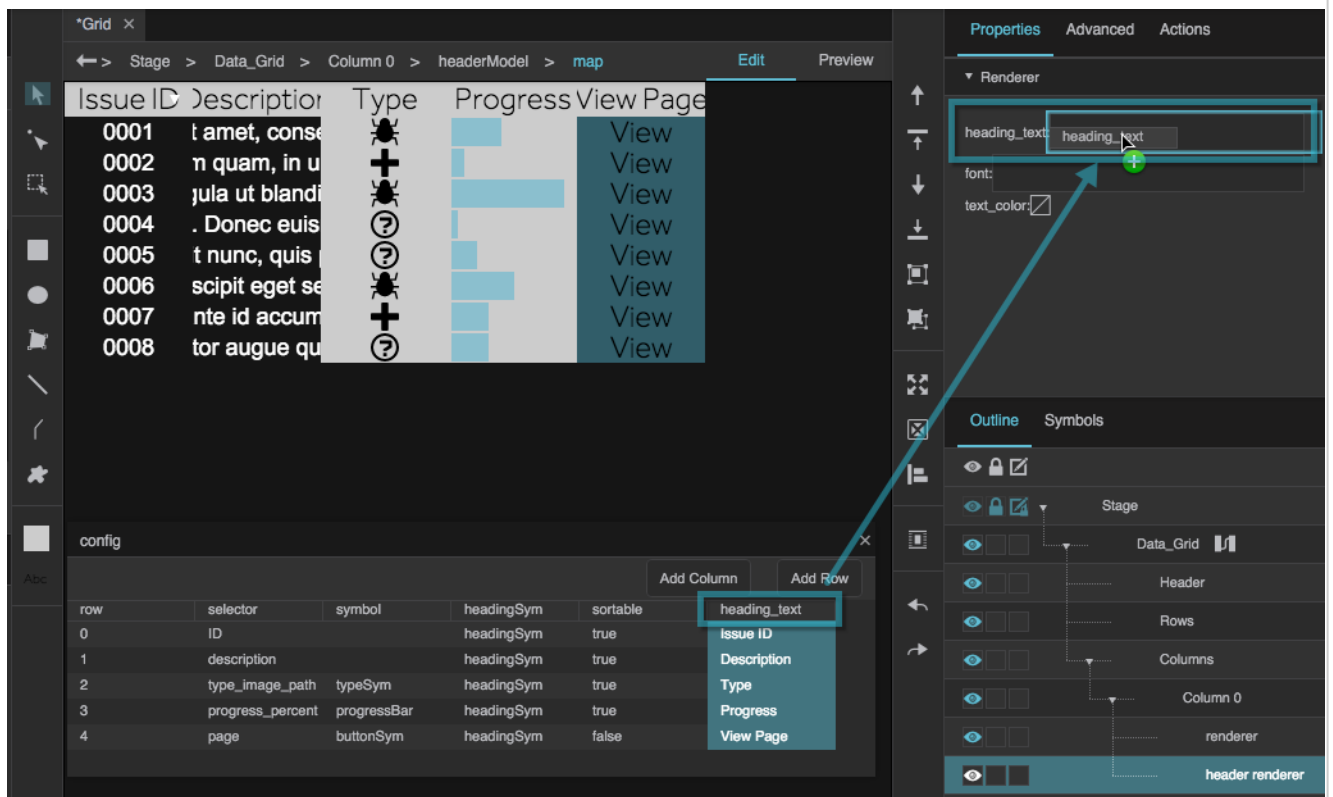 *Grid ×
Properties Advanced Actions
> Stage > Data_Grid > Column 0 > headerModel > map Edit Preview
Renderer
Issue ID Description Type Progress View Page
heading_text: heading_text
font:
text_color:
0001 t amet, conse View
0002 n quam, in u View
0003 gula ut blandi View
0004 . Donec euis View
0005 t nunc, quis View
0006 scipit eget se View
0007 nte id accum View
0008 tor augue qu View
Outline Symbols
Stage
Data_Grid
Header
Rows
Columns
Column 0
renderer
header renderer
Abc
config ×
Add Column Add Row
row selector symbol headingSym sortable heading_text
0 ID headingSym true Issue ID
1 description headingSym true Description
2 type_image_path typeSym headingSym true Type
3 progress_percent progressBar headingSym true Progress
4 page buttonSym headingSym false View Page